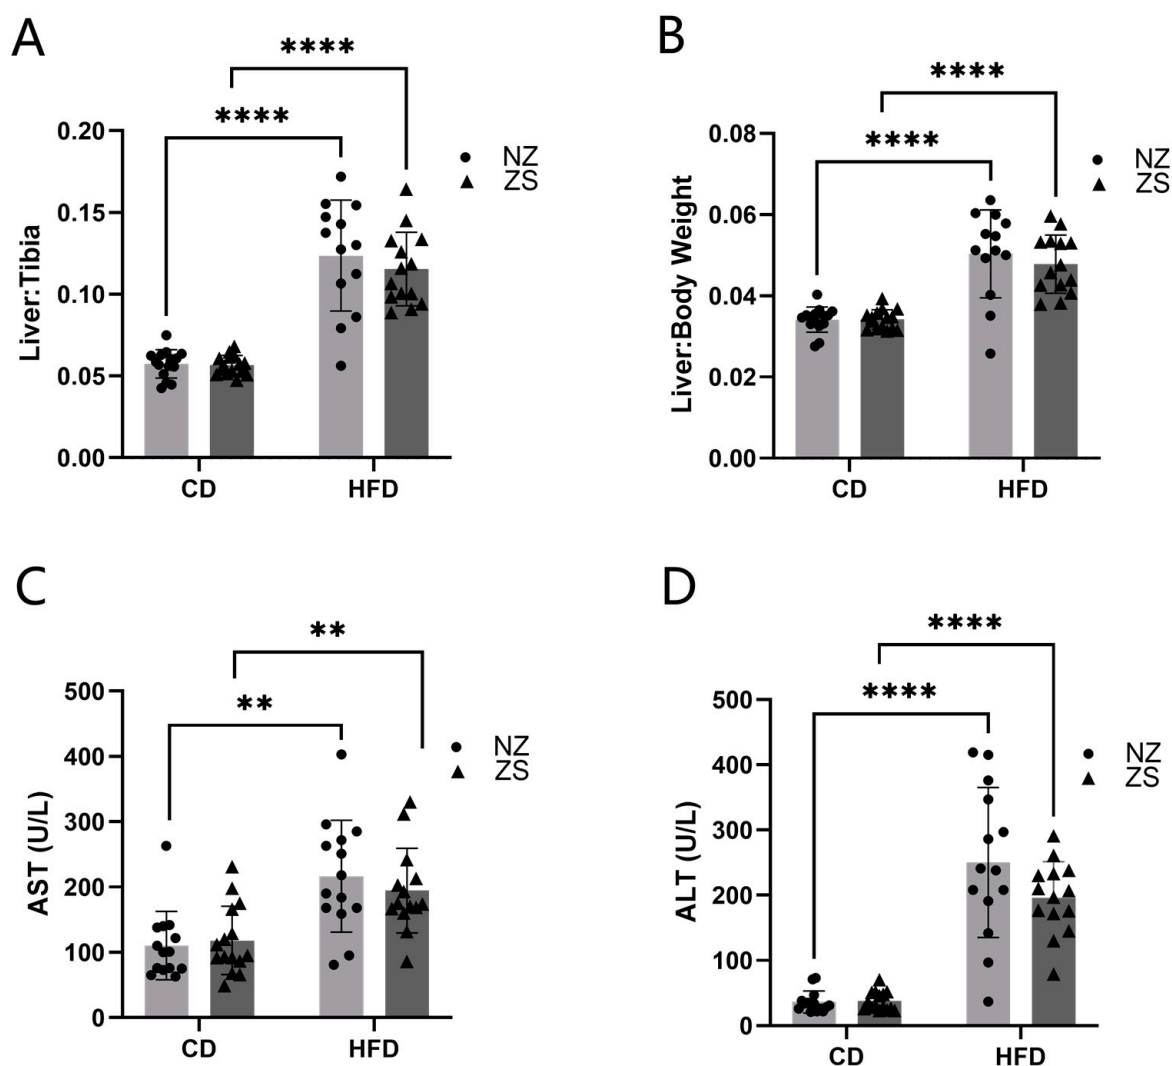 A
****
****
0.20
0.15
0.10
0.05
0.00
Liver:Tibia
CD
HFD
NZ
ZS
B
****
****
0.08
0.06
0.04
0.02
0.00
Liver:Body Weight
CD
HFD
NZ
ZS
C
**
**
500
400
300
200
100
0
AST (U/L)
CD
HFD
NZ
ZS
D
****
****
500
400
300
200
100
0
ALT (U/L)
CD
HFD
NZ
ZS